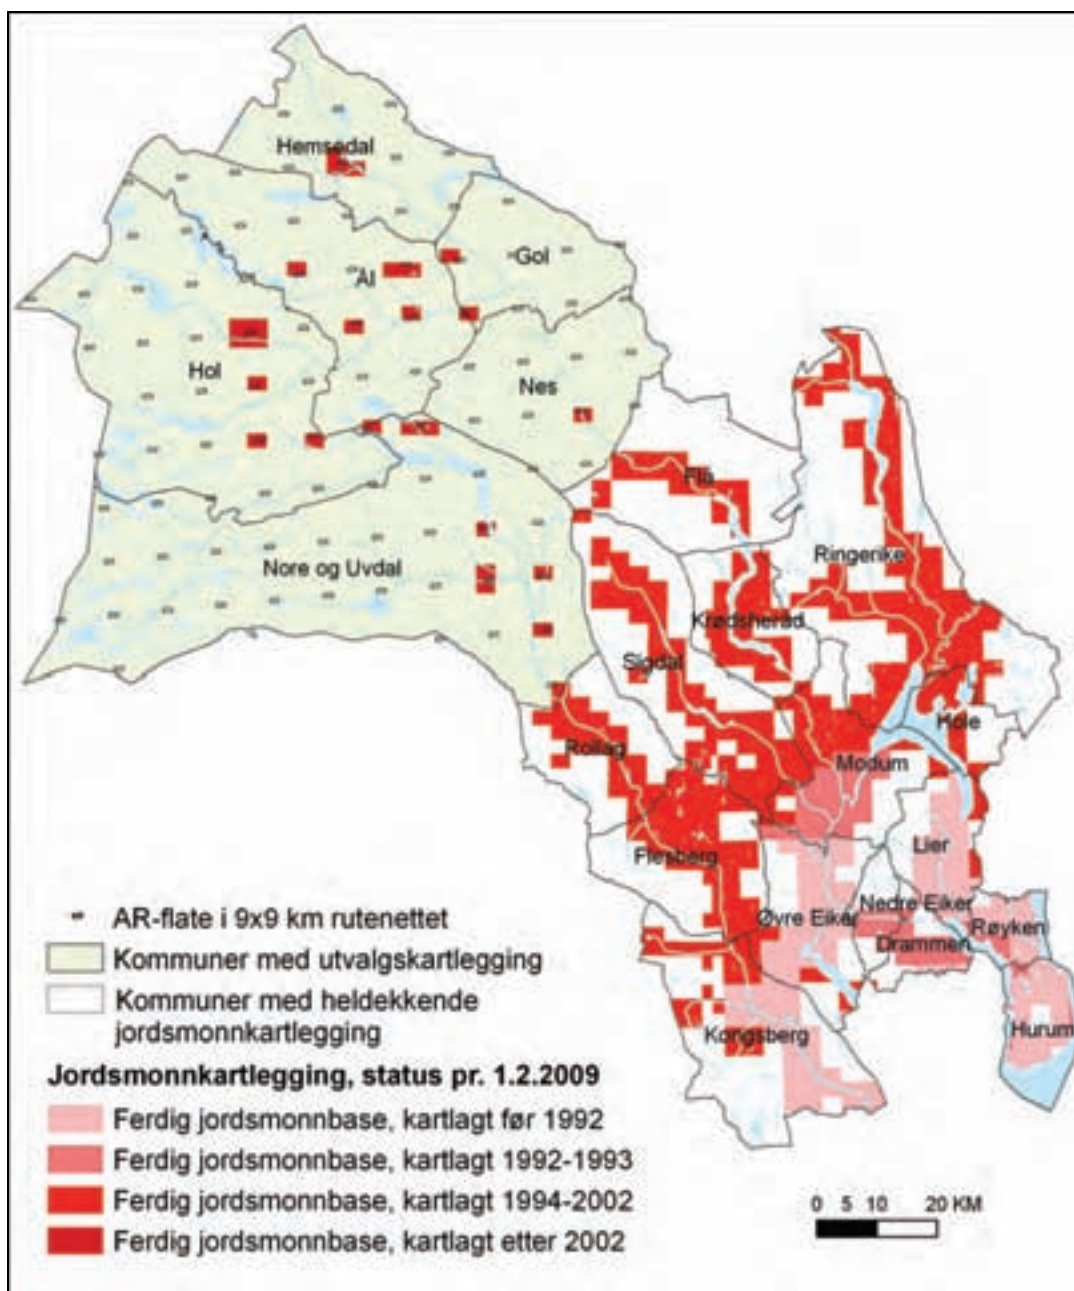 Hemsedal
Gol
Ål
Hol
Nes
Flå
Ringerike
Nore og Uvdal
Krødsherad
Sigdal
Hole
Rollag
Modum
Lier
Flesberg
Nedre Eiker
Øvre Eiker
Røyken
Drammen
Kongsberg
Hurum
AR-flate i 9x9 km rutenettet
Kommuner med utvalgskartlegging
Kommuner med heldekkende
jordsmonnkartlegging
Jordsmonnkartlegging, status pr. 1.2.2009
Ferdig jordsmonnbase, kartlagt før 1992
Ferdig jordsmonnbase, kartlagt 1992-1993
Ferdig jordsmonnbase, kartlagt 1994-2002
Ferdig jordsmonnbase, kartlagt etter 2002
0 5 10 20 KM